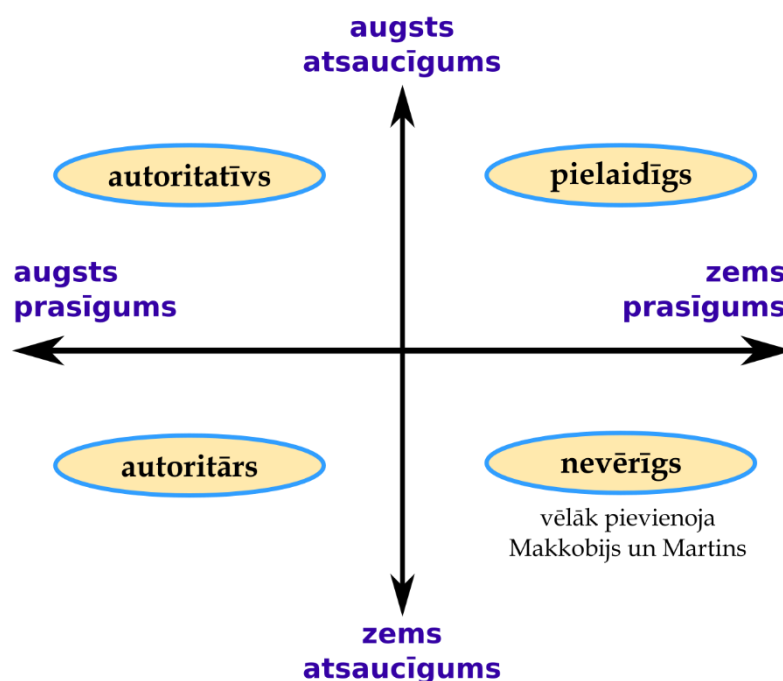 augsts
atsaucīgums
autoritatīvs
pielaidīgs
augsts
prasīgums
zems
prasīgums
autoritārs
nevērīgs
vēlāk pievienoja
Makkobijs un Martins
zems
atsaucīgums